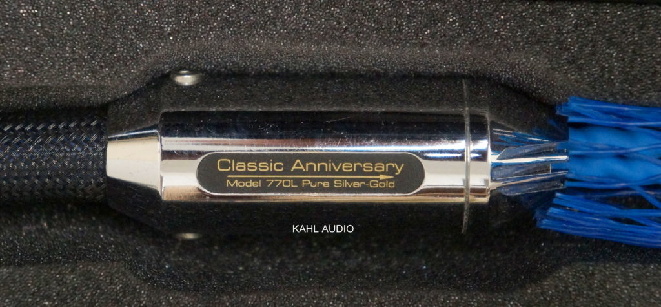 Classic Anniversary
Model 770L Pure Silver-Gold
KAHL AUDIO